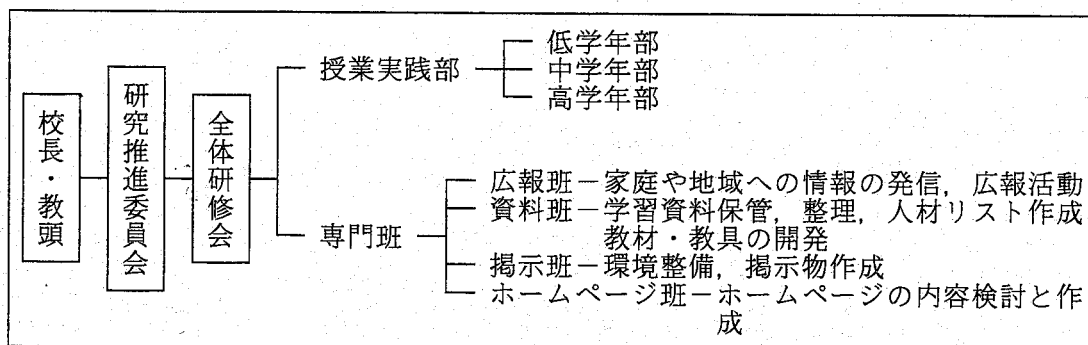 校長・教頭
研究推進委員会
全体研修会
授業実践部
低学年部
中学年部
高学年部
専門班
広報班－家庭や地域への情報の発信，広報活動
資料班－学習資料保管，整理，人材リスト作成
教材・教具の開発
掲示班－環境整備，掲示物作成
ホームページ班－ホームページの内容検討と作
成